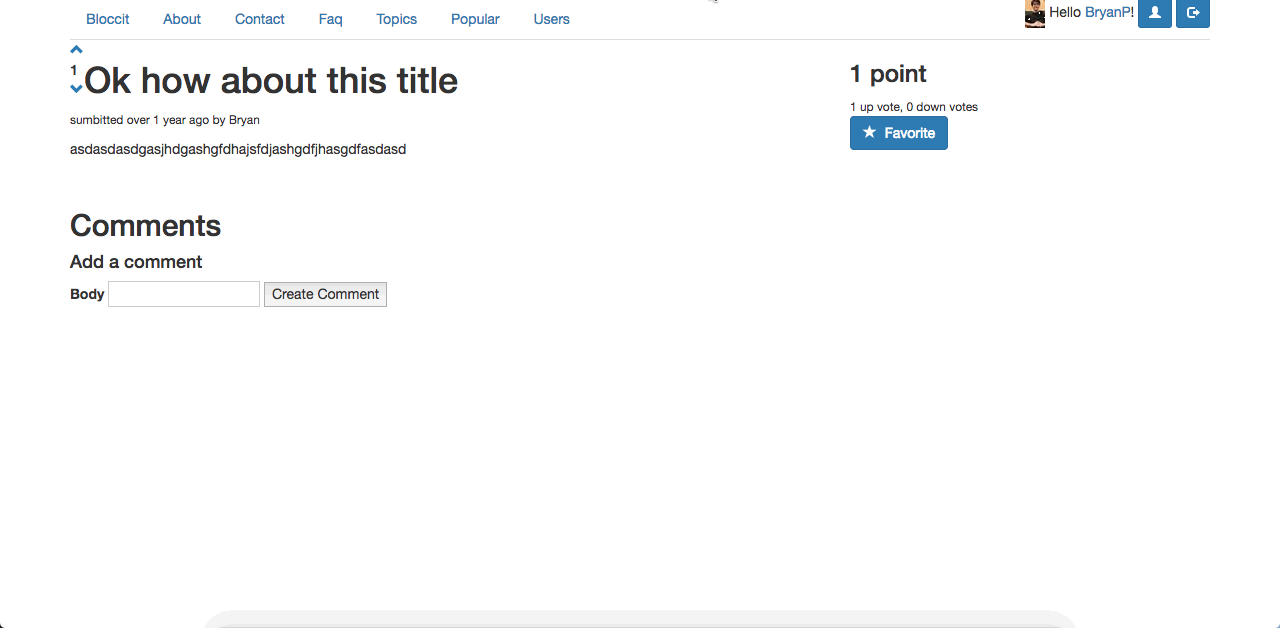 Bloccit About Contact Faq Topics Popular Users Hello BryanP!
1
Ok how about this title
sumbitted over 1 year ago by Bryan
asdasdasdgasjhdgashgfdhajsfdjashgdfjhasgdfasdasd
1 point
1 up vote, 0 down votes
Favorite
Comments
Add a comment
Body Create Comment